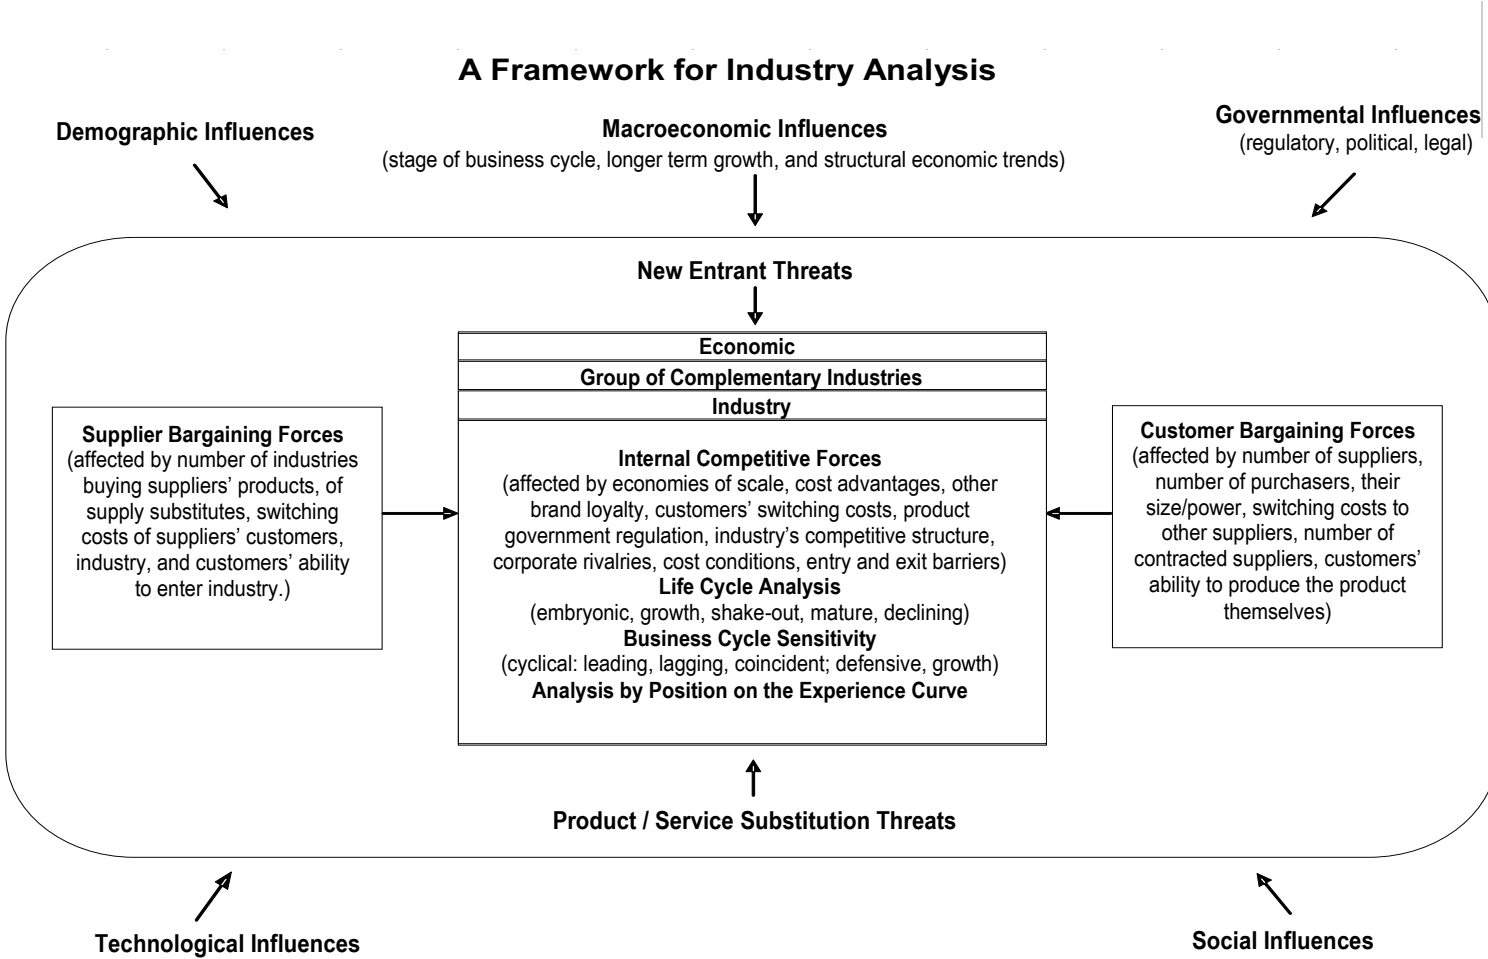 A Framework for Industry Analysis
Demographic Influences
Macroeconomic Influences
(stage of business cycle, longer term growth, and structural economic trends)
Governmental Influences
(regulatory, political, legal)
New Entrant Threats
Economic
Group of Complementary Industries
Industry
Supplier Bargaining Forces
(affected by number of industries
buying suppliers’ products, of
supply substitutes, switching
costs of suppliers’ customers,
industry, and customers’ ability
to enter industry.)
Internal Competitive Forces
(affected by economies of scale, cost advantages, other
brand loyalty, customers’ switching costs, product
government regulation, industry’s competitive structure,
corporate rivalries, cost conditions, entry and exit barriers)
Life Cycle Analysis
(embryonic, growth, shake-out, mature, declining)
Business Cycle Sensitivity
(cyclical: leading, lagging, coincident; defensive, growth)
Analysis by Position on the Experience Curve
Customer Bargaining Forces
(affected by number of suppliers,
number of purchasers, their
size/power, switching costs to
other suppliers, number of
contracted suppliers, customers’
ability to produce the product
themselves)
Product / Service Substitution Threats
Technological Influences
Social Influences